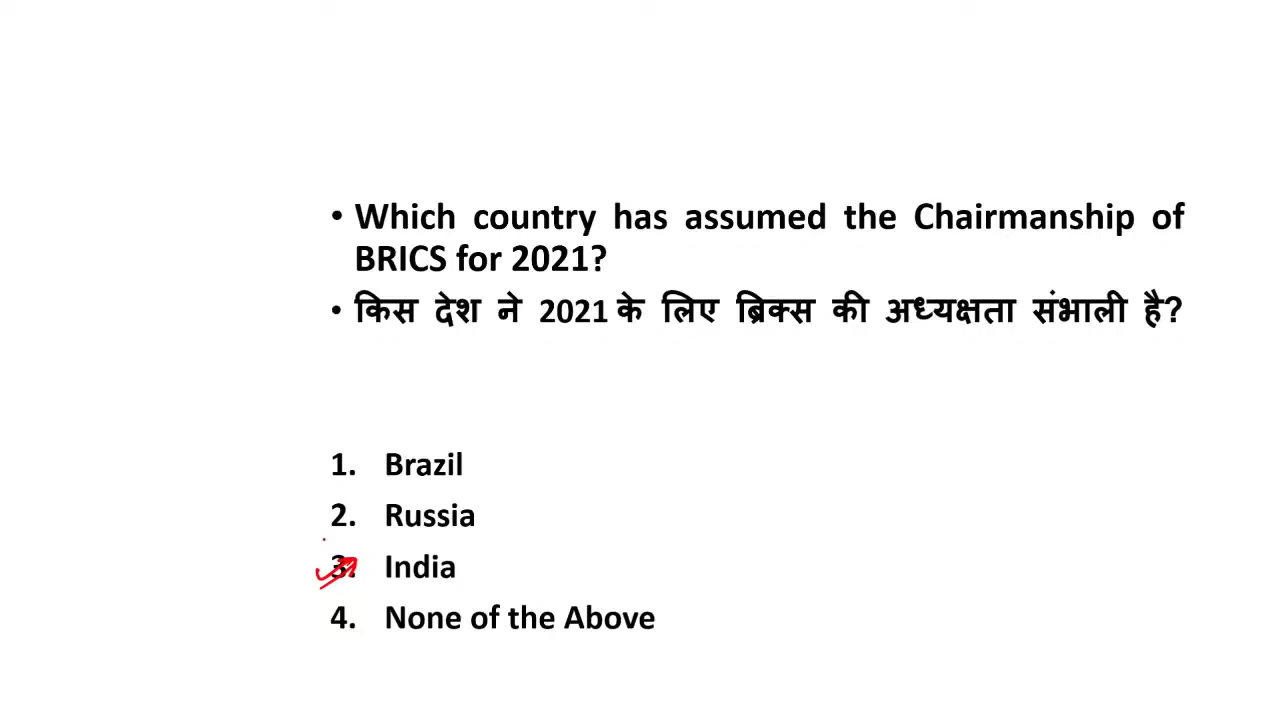 • Which country has assumed the Chairmanship of
BRICS for 2021?
• किस देश ने 2021 के लिए ब्रिक्स की अध्यक्षता संभाली है?
1. Brazil
2. Russia
3. India
4. None of the Above